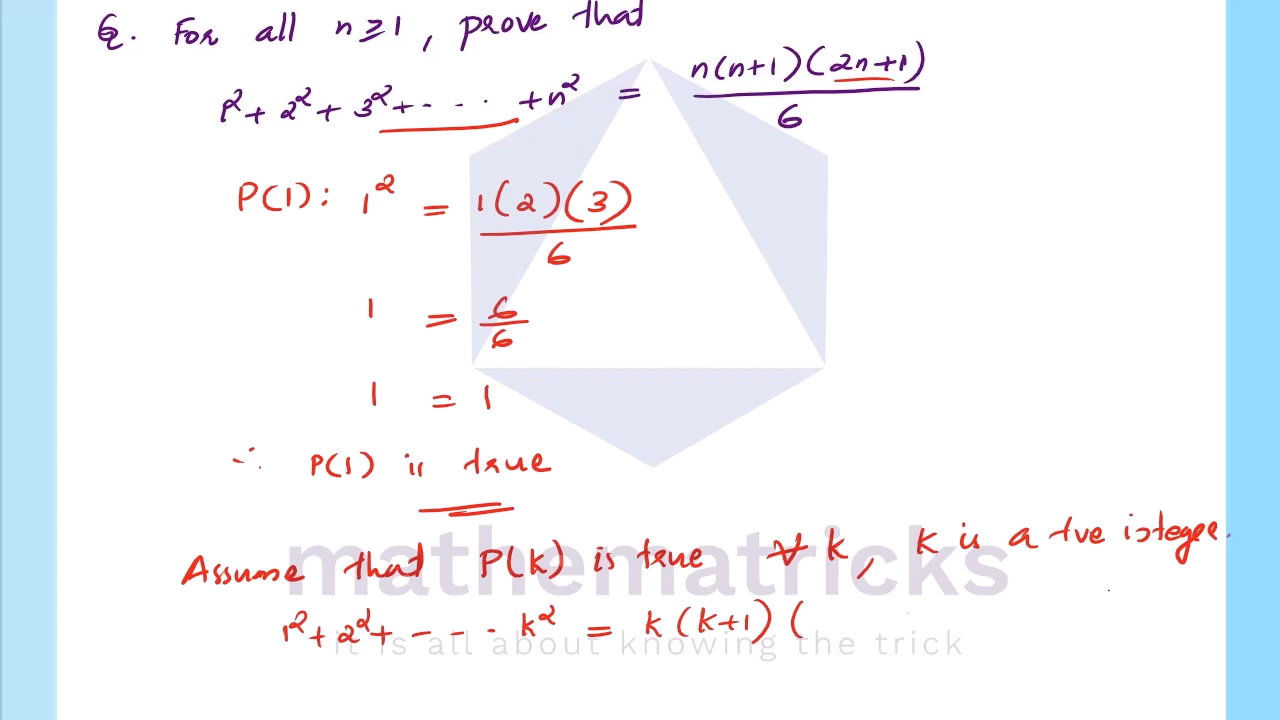 Q. For all n ≥ 1, prove that
1² + 2² + 3² + - - - · + n² = n(n+1)(2n+1) / 6
P(1): 1² = 1(2)(3) / 6
1 = 6/6
1 = 1
∴ P(1) is true
mathematricks
Assume that P(k) is true ∀ k, k is a +ve integer.
1² + 2² + - - - · k² = k(k+1)(
it is all about knowing the trick